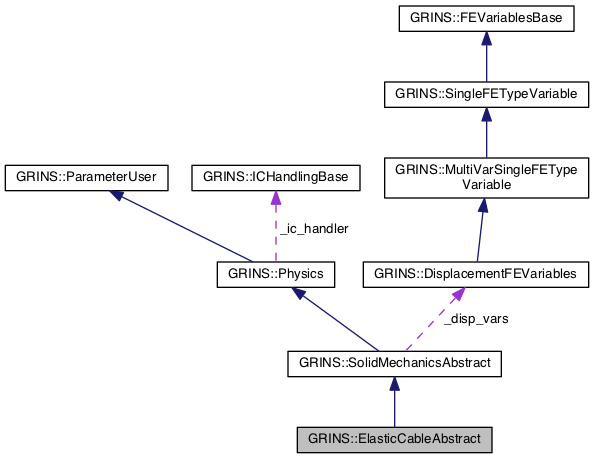 GRINS::FEVariablesBase
GRINS::SingleFETypeVariable
GRINS::ParameterUser
GRINS::ICHandlingBase
GRINS::MultiVarSingleFEType
Variable
_ic_handler
GRINS::Physics
GRINS::DisplacementFEVariables
_disp_vars
GRINS::SolidMechanicsAbstract
GRINS::ElasticCableAbstract